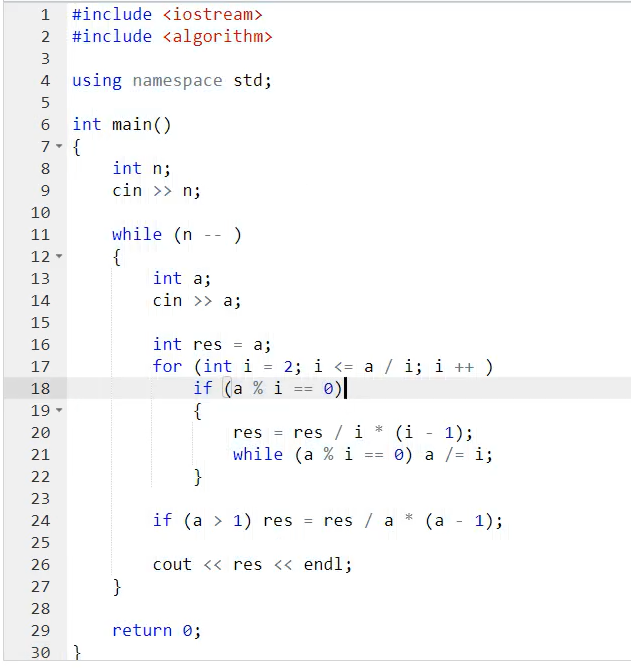 1 #include <iostream>
2 #include <algorithm>
3
4 using namespace std;
5
6 int main()
7 {
8 int n;
9 cin >> n;
10
11 while (n -- )
12 {
13 int a;
14 cin >> a;
15
16 int res = a;
17 for (int i = 2; i <= a / i; i ++ )
18 if (a % i == 0)
19 {
20 res = res / i * (i - 1);
21 while (a % i == 0) a /= i;
22 }
23
24 if (a > 1) res = res / a * (a - 1);
25
26 cout << res << endl;
27 }
28
29 return 0;
30 }